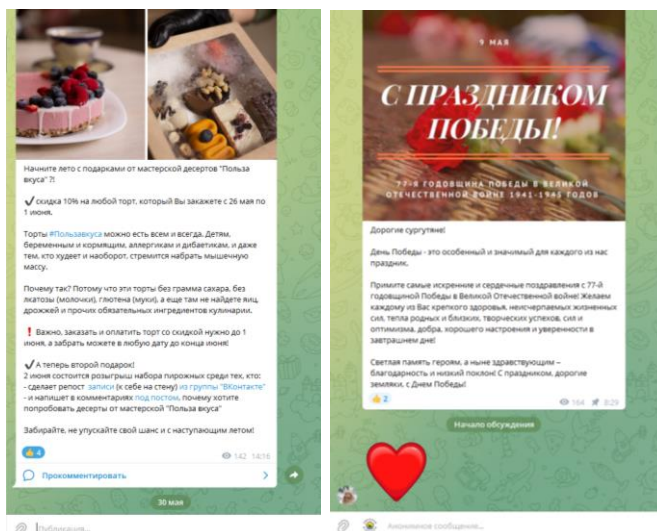 Начните лето с подарками от мастерской десертов "Польза
вкуса" ?!
✓ скидка 10% на любой торт, который Вы закажете с 26 мая по
1 июня.
Торты #Пользавкуса можно есть всем и всегда. Детям,
беременным и кормящим, аллергикам и диабетикам, и даже
тем, кто худеет и наоборот, стремится набрать мышечную
массу.
Почему так? Потому что эти торты без грамма сахара, без
лкатозы (молочки), глютена (муки), а еще там не найдете яиц,
дрожжей и прочих обязательных ингредиентов кулинарии.
❗ Важно, заказать и оплатить торт со скидкой нужно до 1
июня, а забрать можете в любую дату до конца июня!
✓ А теперь второй подарок!
2 июня состоится розыгрыш набора пирожных среди тех, кто:
- сделает репост записи (к себе на стену) из группы "ВКонтакте"
- и напишет в комментариях под постом, почему хотите
попробовать десерты от мастерской "Польза вкуса"
Забирайте, не упускайте свой шанс и с наступающим летом!
4
142 14:16
Прокомментировать
30 мая
Публикация...
9 МАЯ
С ПРАЗДНИКОМ
ПОБЕДЫ!
77-Я ГОДОВЩИНА ПОБЕДЫ В ВЕЛИКОЙ
ОТЕЧЕСТВЕННОЙ ВОЙНЕ 1941-1945 ГОДОВ
Дорогие сургутяне!
День Победы - это особенный и значимый для каждого из нас
праздник.
Примите самые искренние и сердечные поздравления с 77-й
годовщиной Победы в Великой Отечественной войне! Желаем
каждому из Вас крепкого здоровья, неисчерпаемых жизненных
сил, тепла родных и близких, творческих успехов, сил и
оптимизма, добра, хорошего настроения и уверенности в
завтрашнем дне!
Светлая память героям, а ныне здравствующим –
благодарность и низкий поклон! С праздником, дорогие
земляки, с Днем Победы!
2
164 8:29
Начало обсуждения
Анонимное сообщение...